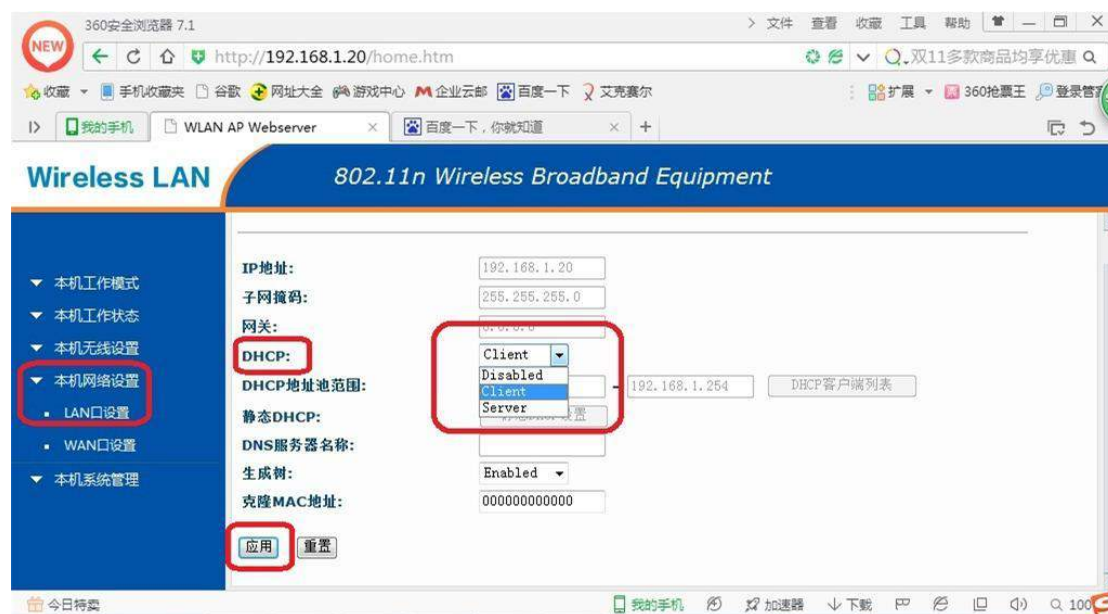 360安全浏览器 7.1
文件 查看 收藏 工具 帮助
NEW
http://192.168.1.20/home.htm
双11多款商品均享优惠
收藏 手机收藏夹 谷歌 网址大全 游戏中心 企业云邮 百度一下 艾克赛尔 扩展 360抢票王 登录管
我的手机 WLAN AP Webserver 百度一下，你就知道
Wireless LAN
802.11n Wireless Broadband Equipment
本机工作模式
本机工作状态
本机无线设置
本机网络设置
LAN口设置
WAN口设置
本机系统管理
IP地址: 192.168.1.20
子网掩码: 255.255.255.0
网关: 0.0.0.0
DHCP: Client
Disabled
Client
Server
DHCP地址池范围: - 192.168.1.254 DHCP客户端列表
静态DHCP:
DNS服务器名称:
生成树: Enabled
克隆MAC地址: 000000000000
应用 重置
今日特卖 我的手机 加速器 下载 100